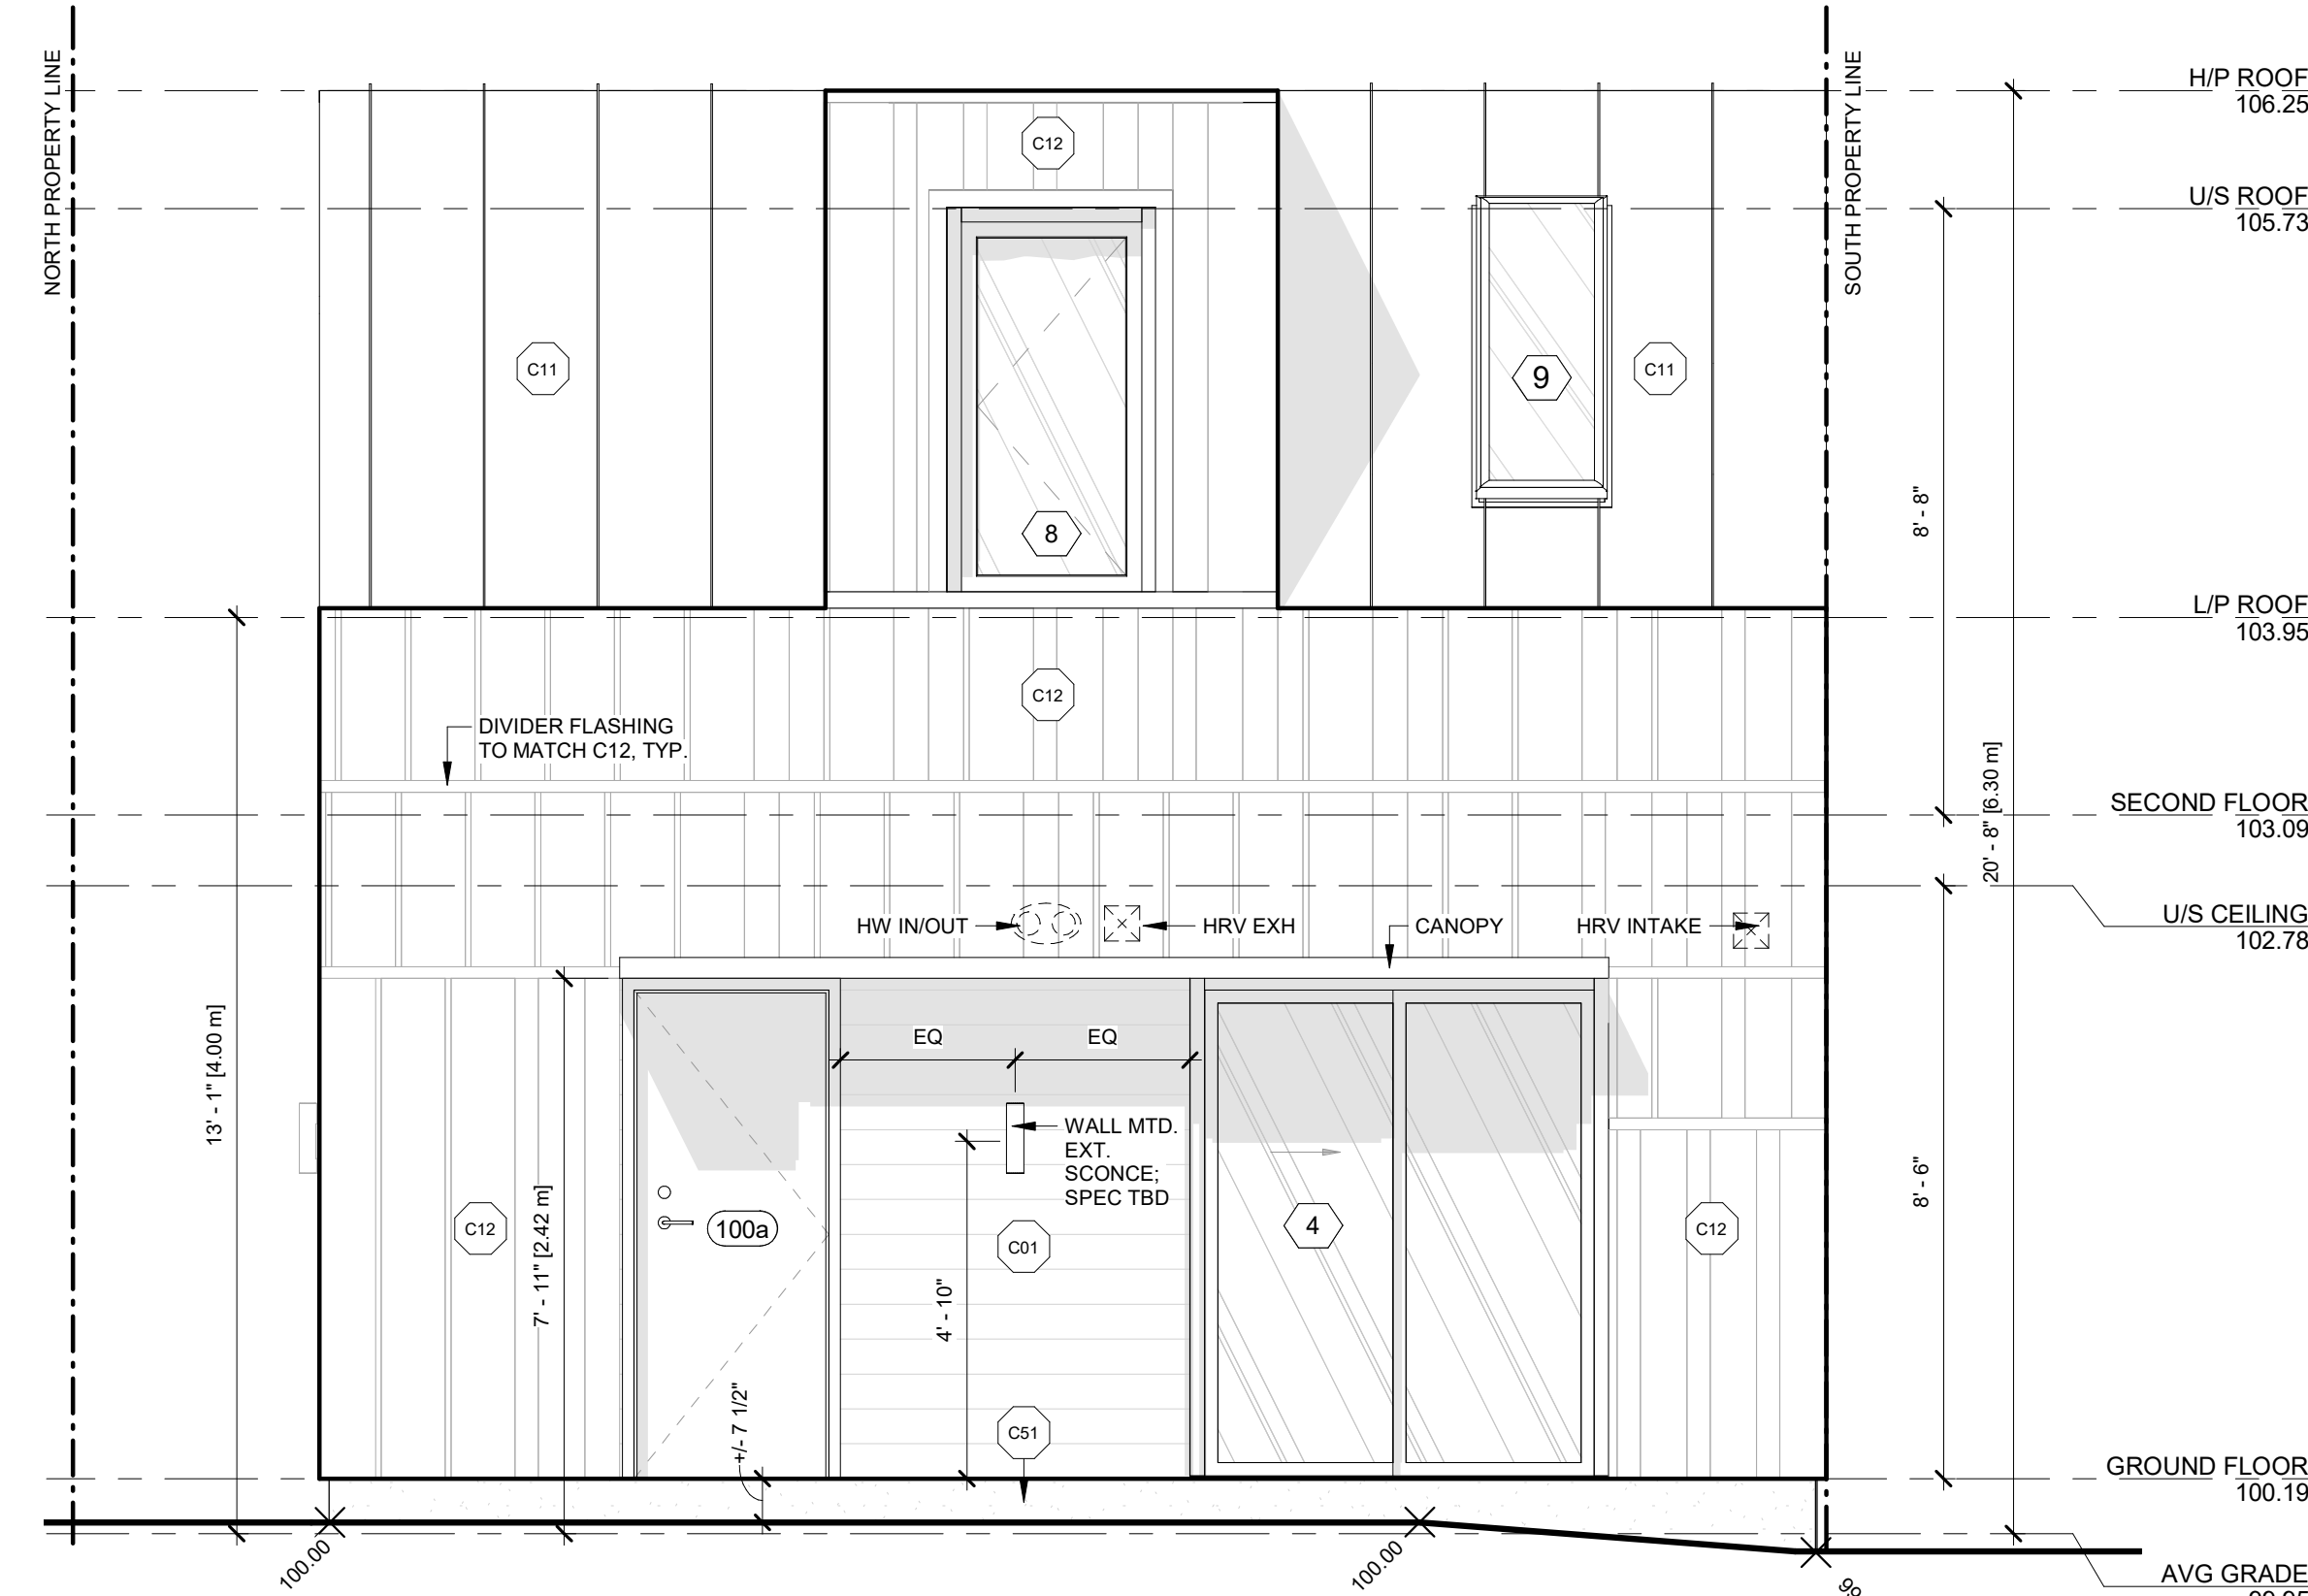 NORTH PROPERTY LINE
SOUTH PROPERTY LINE
H/P ROOF
106.25
C12
U/S ROOF
105.73
C11
9
C11
8' - 8"
8
L/P ROOF
103.95
C12
DIVIDER FLASHING
TO MATCH C12, TYP.
20' - 8" [6.30 m]
SECOND FLOOR
103.09
HW IN/OUT
HRV EXH
CANOPY
HRV INTAKE
U/S CEILING
102.78
13' - 1" [4.00 m]
EQ
EQ
WALL MTD.
EXT.
SCONCE;
SPEC TBD
7' - 11" [2.42 m]
8' - 6"
C12
100a
C01
4
C12
4' - 10"
+/- 7 1/2"
C51
GROUND FLOOR
100.19
100.00
100.00
AVG GRADE